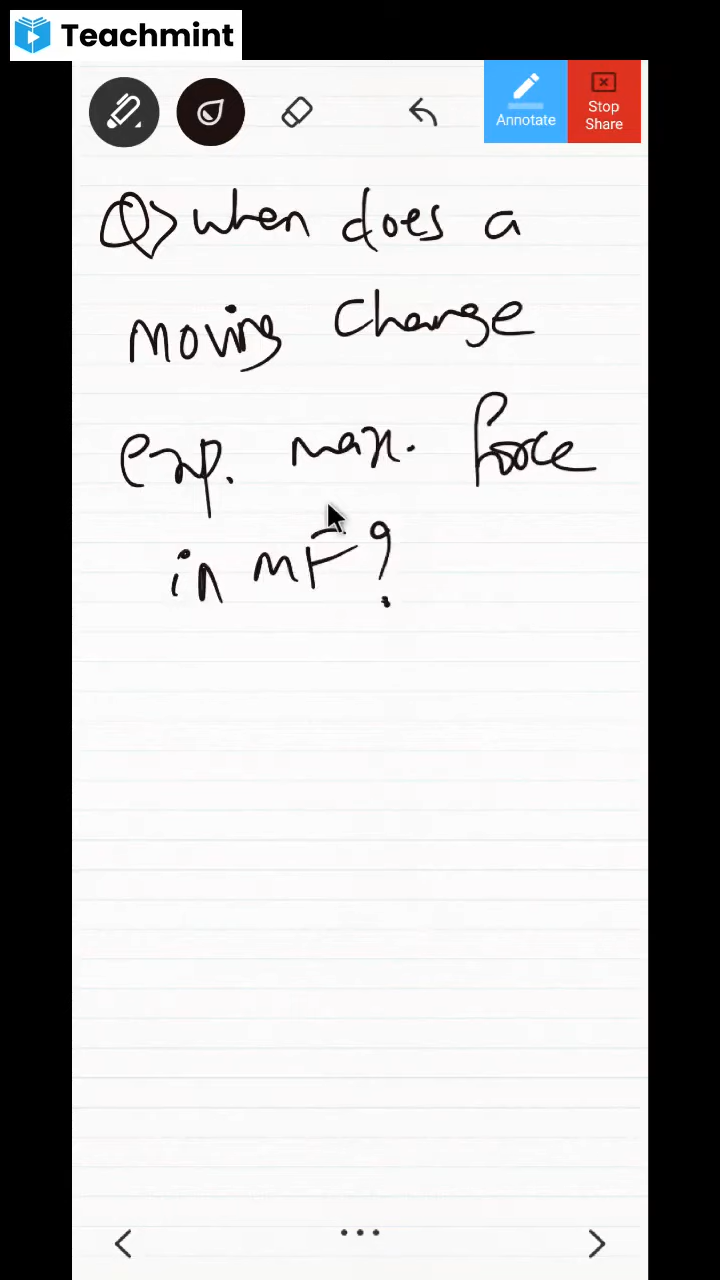 Teachmint
Annotate
Stop
Share
Q> when does a
moving charge
exp. max. force
in MF?